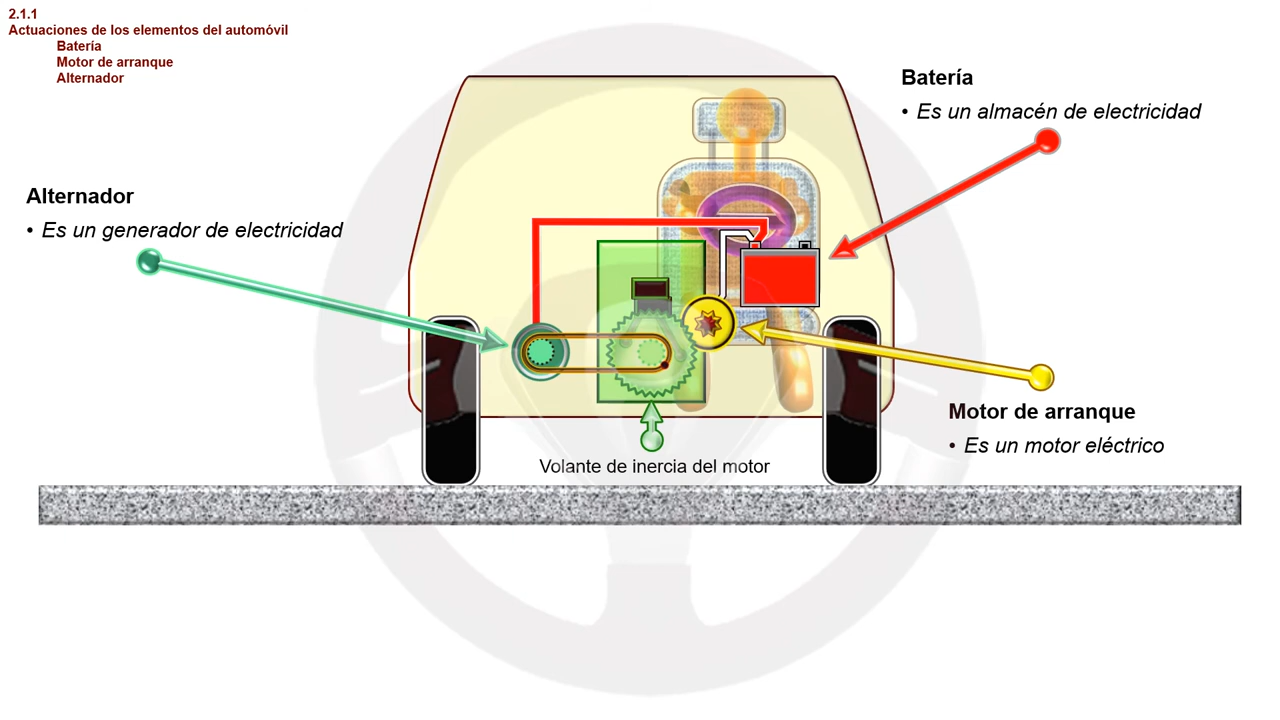 2.1.1
Actuaciones de los elementos del automóvil
Batería
Motor de arranque
Alternador
Batería
• Es un almacén de electricidad
Alternador
• Es un generador de electricidad
Motor de arranque
• Es un motor eléctrico
Volante de inercia del motor